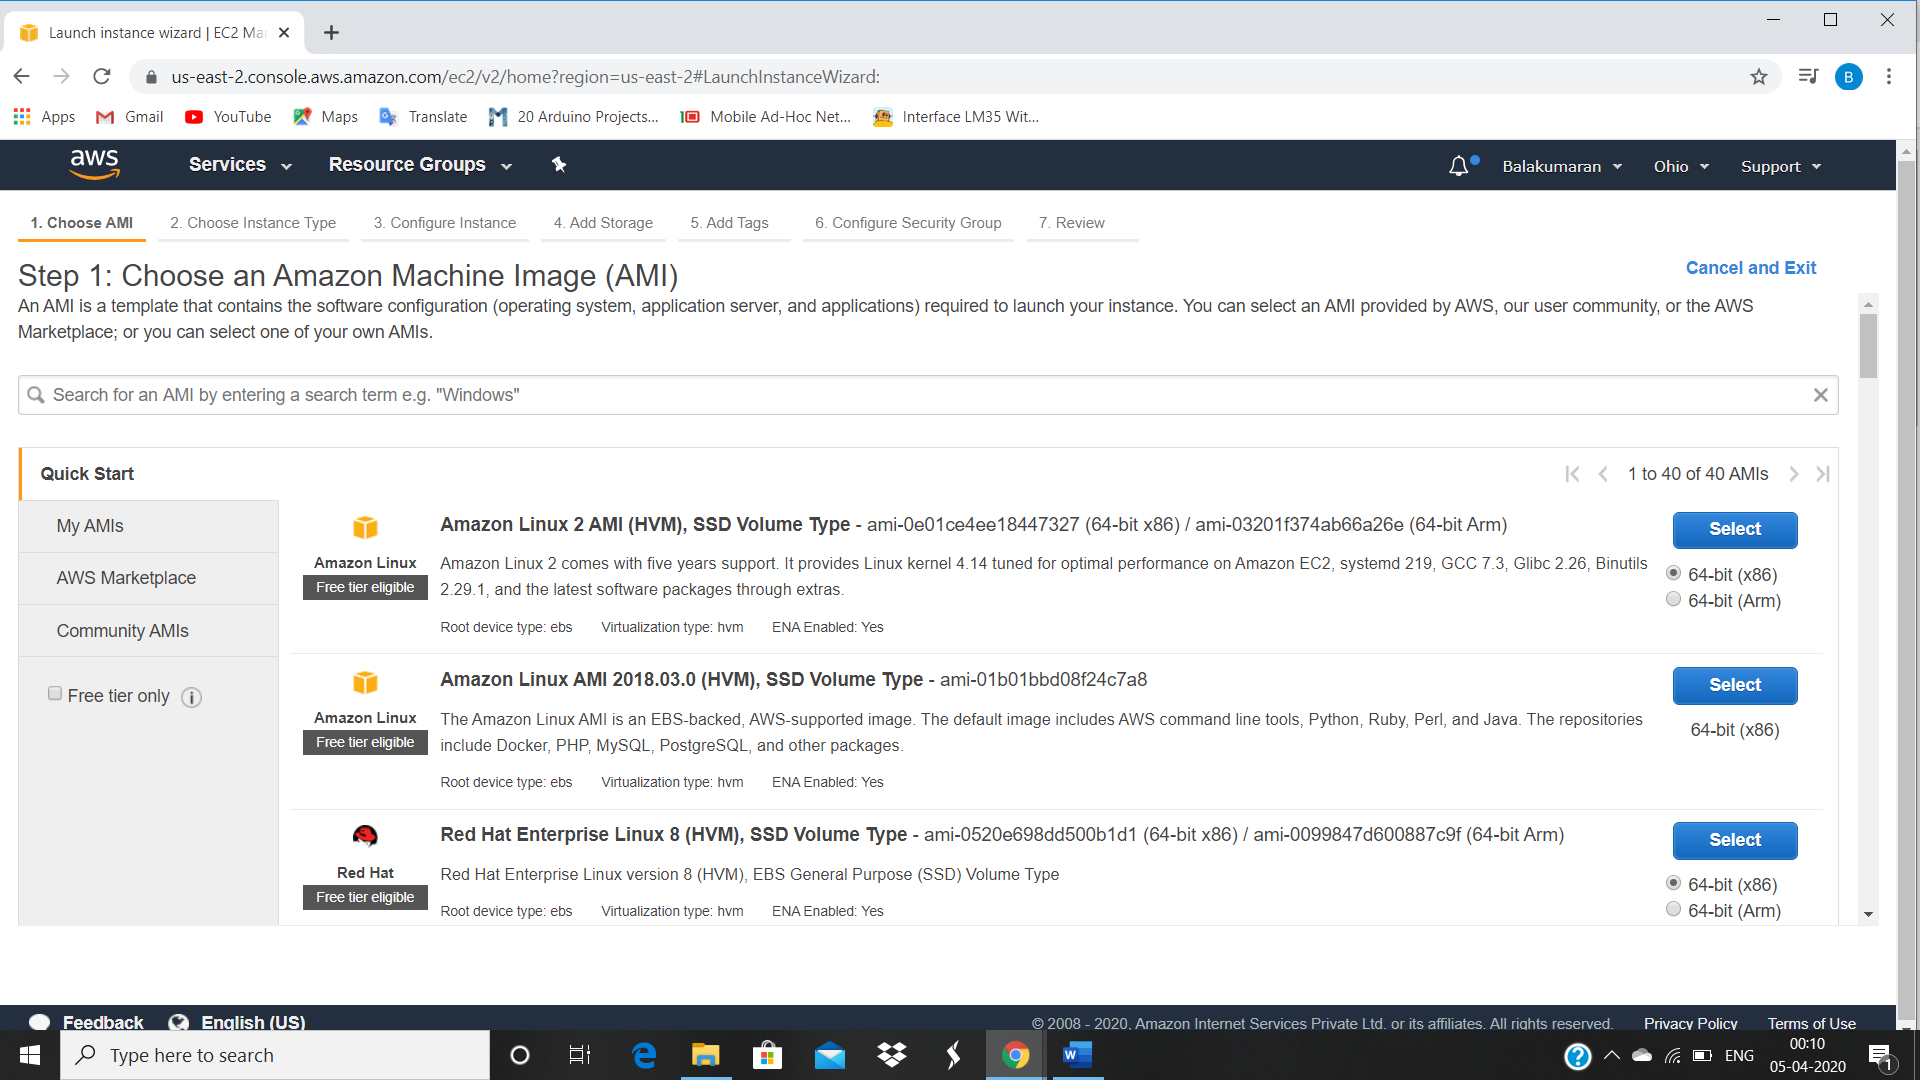 Launch instance wizard | EC2 Mar
us-east-2.console.aws.amazon.com/ec2/v2/home?region=us-east-2#LaunchInstanceWizard:
B
Apps Gmail YouTube Maps Translate 20 Arduino Projects... Mobile Ad-Hoc Net... Interface LM35 Wit...
aws Services Resource Groups Balakumaran Ohio Support
1. Choose AMI 2. Choose Instance Type 3. Configure Instance 4. Add Storage 5. Add Tags 6. Configure Security Group 7. Review
Step 1: Choose an Amazon Machine Image (AMI)
Cancel and Exit
An AMI is a template that contains the software configuration (operating system, application server, and applications) required to launch your instance. You can select an AMI provided by AWS, our user community, or the AWS
Marketplace; or you can select one of your own AMIs.
Search for an AMI by entering a search term e.g. "Windows"
Quick Start
1 to 40 of 40 AMIs
My AMIs
AWS Marketplace
Community AMIs
Free tier only i
Amazon Linux
Free tier eligible
Amazon Linux 2 AMI (HVM), SSD Volume Type - ami-0e01ce4ee18447327 (64-bit x86) / ami-03201f374ab66a26e (64-bit Arm)
Amazon Linux 2 comes with five years support. It provides Linux kernel 4.14 tuned for optimal performance on Amazon EC2, systemd 219, GCC 7.3, Glibc 2.26, Binutils
2.29.1, and the latest software packages through extras.
Root device type: ebs Virtualization type: hvm ENA Enabled: Yes
Select
64-bit (x86)
64-bit (Arm)
Amazon Linux
Free tier eligible
Amazon Linux AMI 2018.03.0 (HVM), SSD Volume Type - ami-01b01bbd08f24c7a8
The Amazon Linux AMI is an EBS-backed, AWS-supported image. The default image includes AWS command line tools, Python, Ruby, Perl, and Java. The repositories
include Docker, PHP, MySQL, PostgreSQL, and other packages.
Root device type: ebs Virtualization type: hvm ENA Enabled: Yes
Select
64-bit (x86)
Red Hat
Free tier eligible
Red Hat Enterprise Linux 8 (HVM), SSD Volume Type - ami-0520e698dd500b1d1 (64-bit x86) / ami-0099847d600887c9f (64-bit Arm)
Red Hat Enterprise Linux version 8 (HVM), EBS General Purpose (SSD) Volume Type
Root device type: ebs Virtualization type: hvm ENA Enabled: Yes
Select
64-bit (x86)
64-bit (Arm)
Feedback English (US)
© 2008 - 2020, Amazon Internet Services Private Ltd. or its affiliates. All rights reserved. Privacy Policy Terms of Use
Type here to search
ENG
00:10
05-04-2020
1